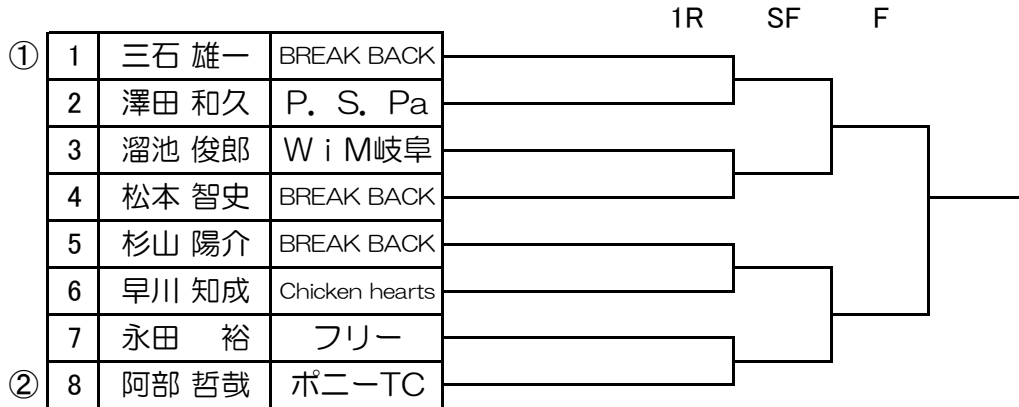 1R SF F
① 1 三石 雄一 BREAK BACK
2 澤田 和久 P．S．Pa
3 溜池 俊郎 WiM岐阜
4 松本 智史 BREAK BACK
5 杉山 陽介 BREAK BACK
6 早川 知成 Chicken hearts
7 永田 裕 フリー
② 8 阿部 哲哉 ポニーTC